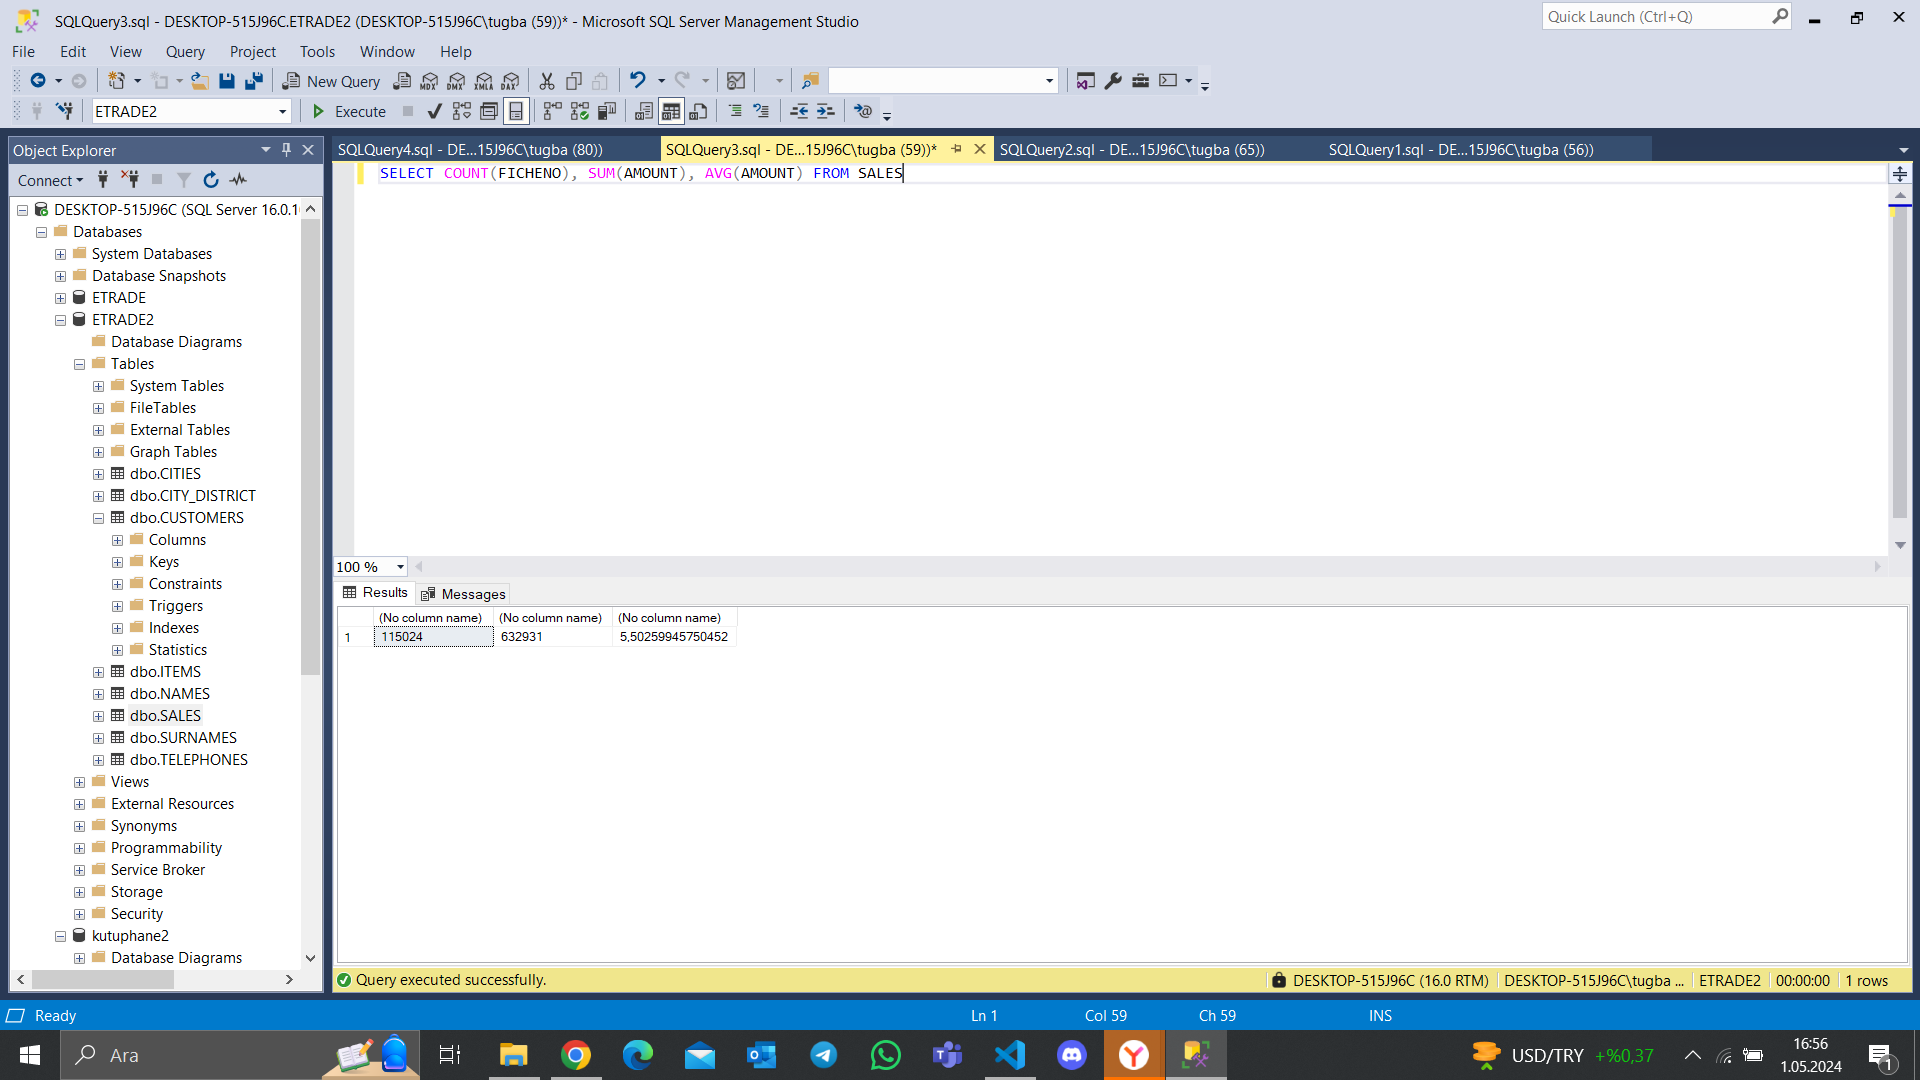 SQLQuery3.sql - DESKTOP-515J96C.ETRADE2 (DESKTOP-515J96C\tugba (59))* - Microsoft SQL Server Management Studio
Quick Launch (Ctrl+Q)
File Edit View Query Project Tools Window Help
New Query MDX DMX XMLA DAX
ETRADE2 Execute
Object Explorer
SQLQuery4.sql - DE...15J96C\tugba (80)) SQLQuery3.sql - DE...15J96C\tugba (59))* SQLQuery2.sql - DE...15J96C\tugba (65)) SQLQuery1.sql - DE...15J96C\tugba (56))
Connect
SELECT COUNT(FICHENO), SUM(AMOUNT), AVG(AMOUNT) FROM SALES
DESKTOP-515J96C (SQL Server 16.0.1
Databases
System Databases
Database Snapshots
ETRADE
ETRADE2
Database Diagrams
Tables
System Tables
FileTables
External Tables
Graph Tables
dbo.CITIES
dbo.CITY_DISTRICT
dbo.CUSTOMERS
Columns
Keys
Constraints
Triggers
Indexes
Statistics
dbo.ITEMS
dbo.NAMES
dbo.SALES
dbo.SURNAMES
dbo.TELEPHONES
Views
External Resources
Synonyms
Programmability
Service Broker
Storage
Security
kutuphane2
Database Diagrams
100 %
Results Messages
(No column name) (No column name) (No column name)
1 115024 632931 5,50259945750452
Query executed successfully. DESKTOP-515J96C (16.0 RTM) DESKTOP-515J96C\tugba ... ETRADE2 00:00:00 1 rows
Ready Ln 1 Col 59 Ch 59 INS
Ara
USD/TRY +%0,37
16:56
1.05.2024
1